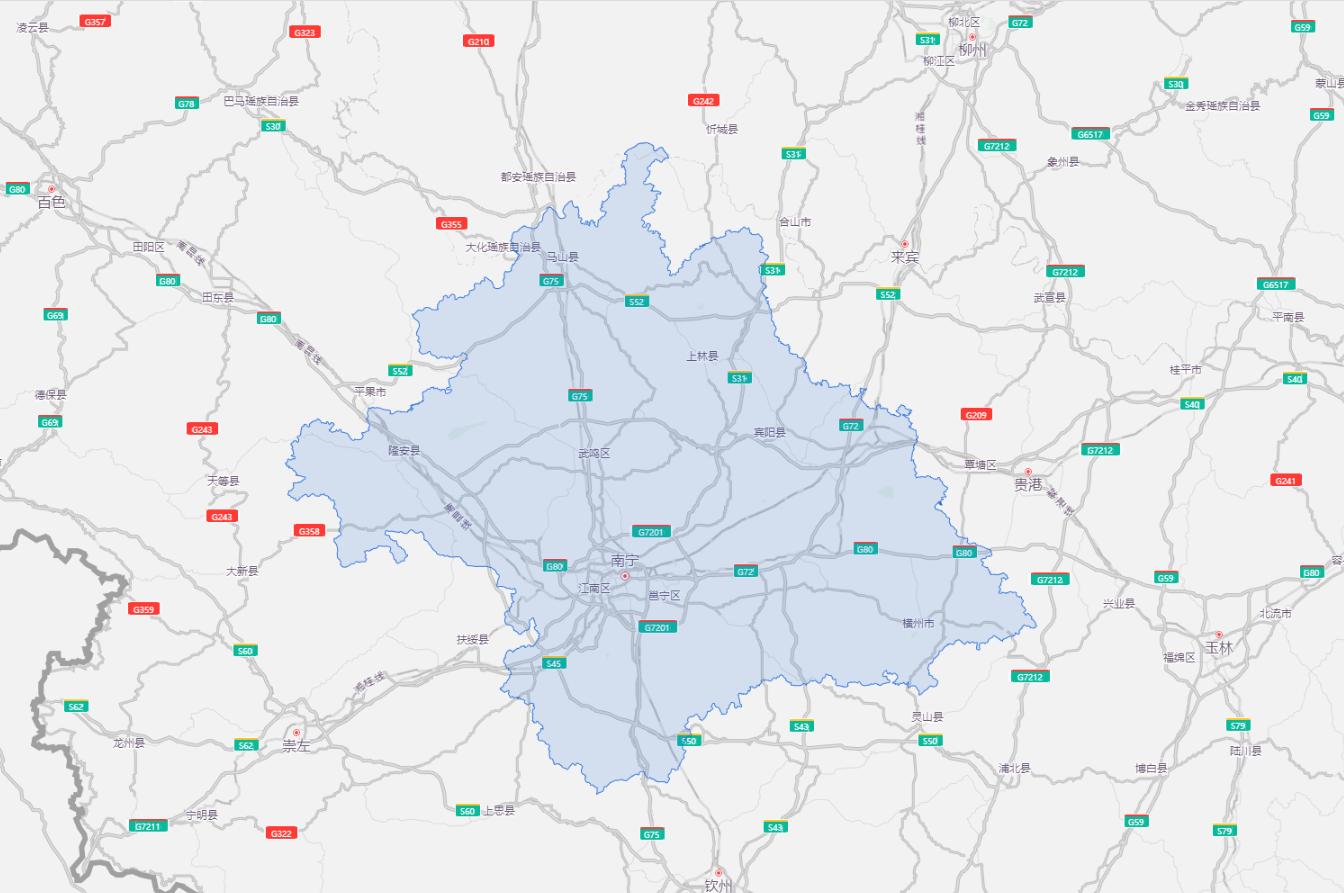 凌云县
G357
G323
G210
柳北区
G72
G59
S31
柳州
柳江区
G78
巴马瑶族自治县
S30
G242
忻城县
湘桂线
S30
蒙山县
金秀瑶族自治县
G59
G6517
G7212
S31
象州县
都安瑶族自治县
G80
百色
G355
合山市
田阳区
南昆线
大化瑶族自治县
马山县
来宾
G80
G75
S31
G7212
G6517
田东县
S52
S52
武宣县
G69
G80
南昆线
平南县
上林县
S52
桂平市
S31
S40
德保县
平果市
G75
S40
G69
G243
G209
G72
宾阳县
隆安县
武鸣区
G7212
覃塘区
贵港
天等县
G241
G243
G358
G7201
南宁
G80
G80
大新县
G80
G72
江南区
邕宁区
G7212
G59
G80
G359
兴业县
北流市
横州市
G7201
扶绥县
玉林
S60
福绵区
S45
湘桂线
G7212
S62
灵山县
S79
龙州县
S62
崇左
S50
S43
S50
陆川县
浦北县
博白县
S60
上思县
宁明县
G7211
G322
G75
S43
G59
S79
钦州